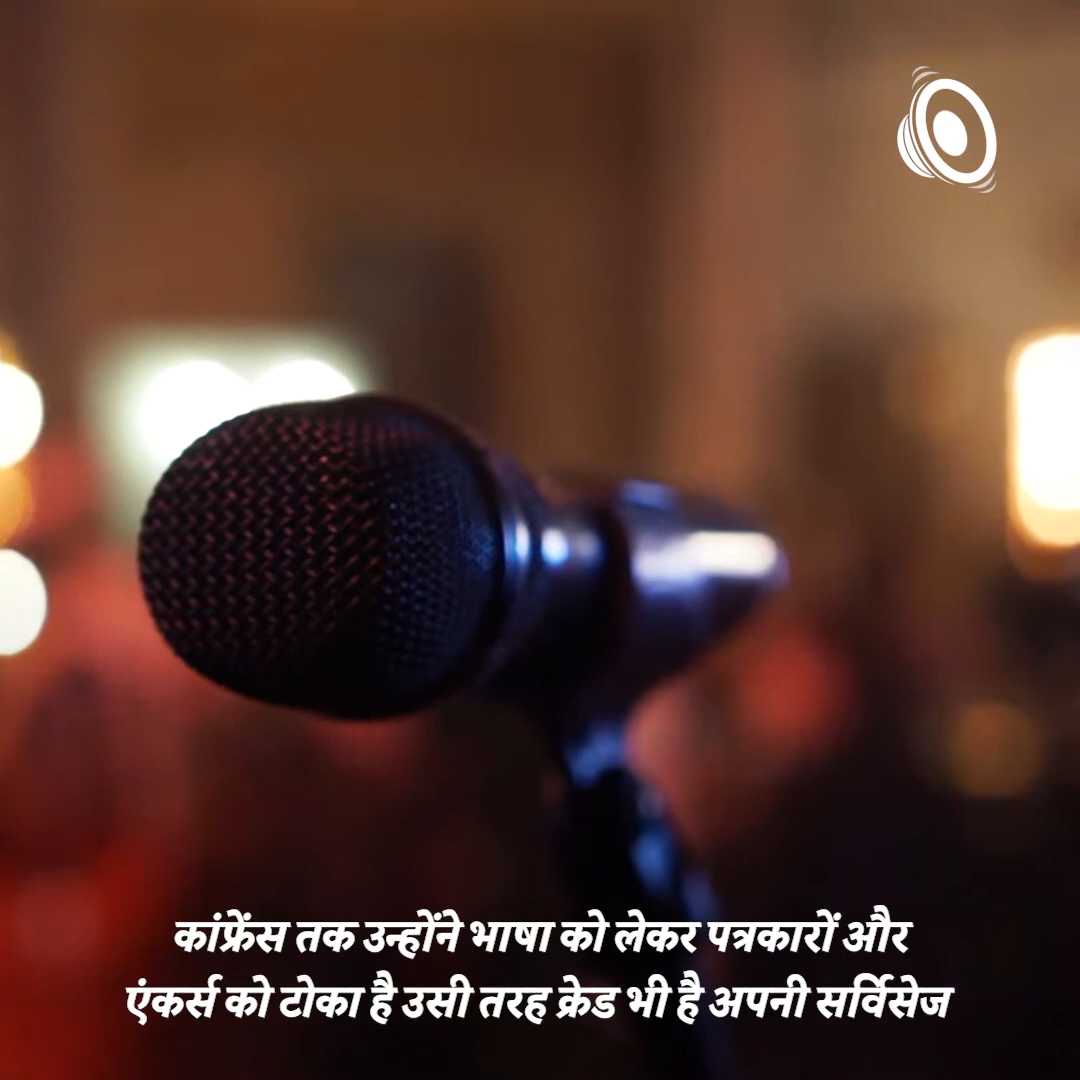 कांफ्रेंस तक उन्होंने भाषा को लेकर पत्रकारों और
एंकर्स को टोका है उसी तरह क्रेड भी है अपनी सर्विसेज